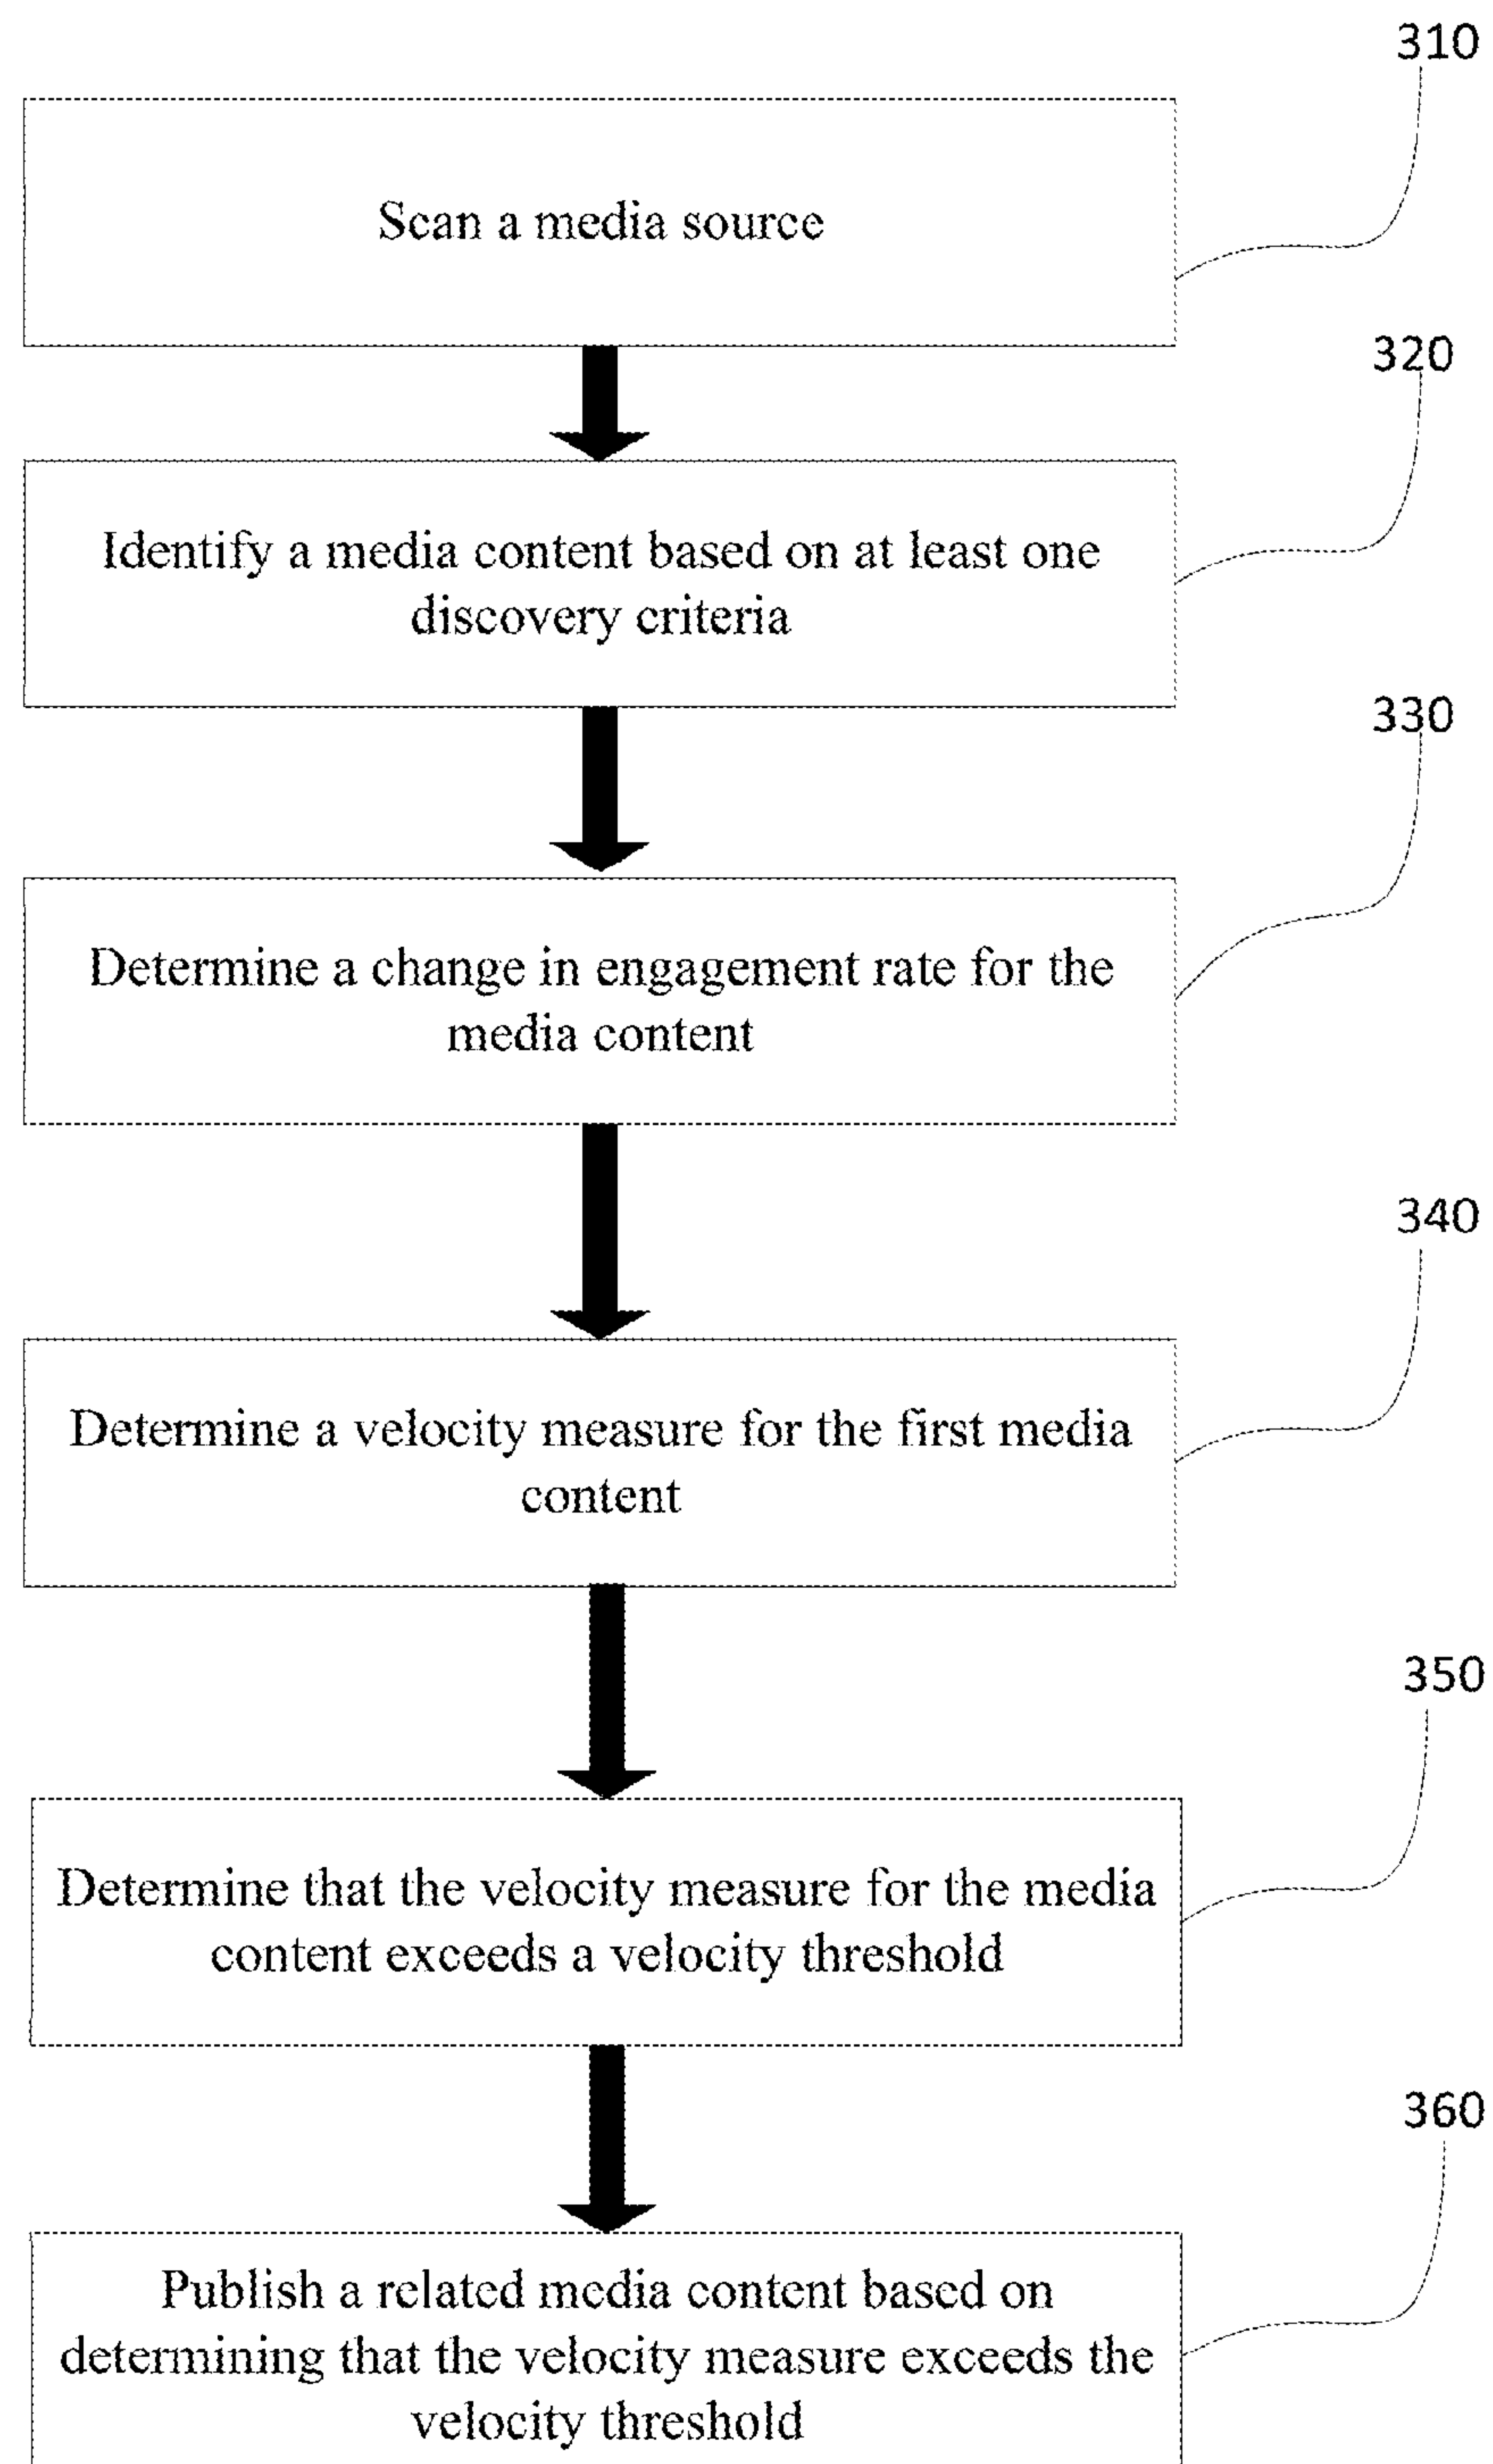 310
Scan a media source
320
Identify a media content based on at least one
discovery criteria
330
Determine a change in engagement rate for the
media content
340
Determine a velocity measure for the first media
content
350
Determine that the velocity measure for the media
content exceeds a velocity threshold
360
Publish a related media content based on
determining that the velocity measure exceeds the
velocity threshold